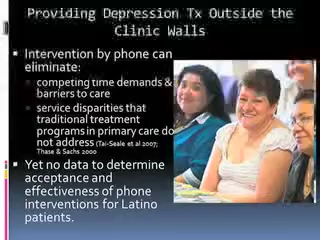 Providing Depression Tx Outside the
Clinic Walls
Intervention by phone can
eliminate:
competing time demands &
barriers to care
service disparities that
traditional treatment
programs in primary care do
not address (Tai-Seale et al 2007;
Thase & Sachs 2000
Yet no data to determine
acceptance and
effectiveness of phone
interventions for Latino
patients.